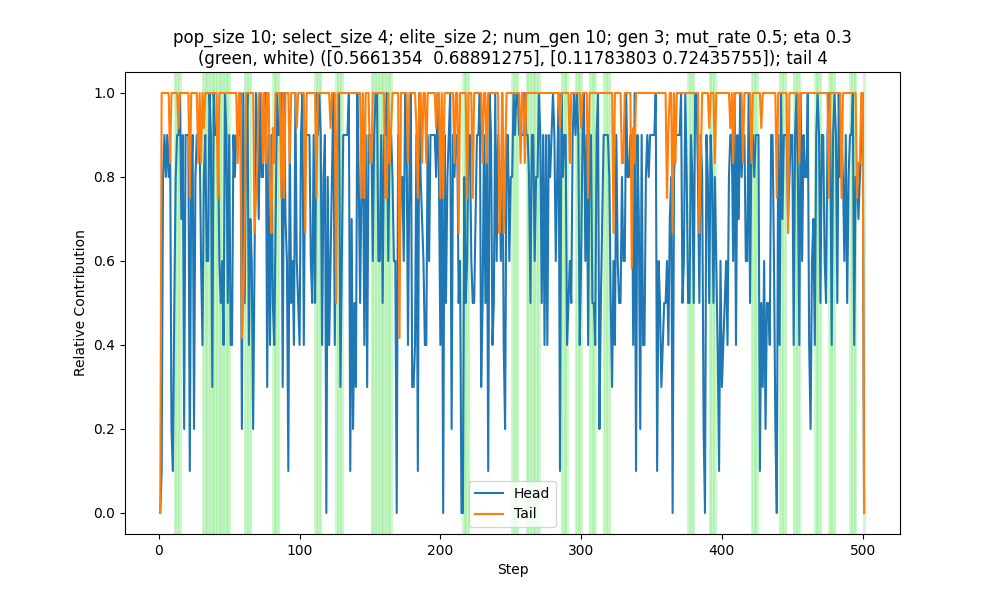 pop_size 10; select_size 4; elite_size 2; num_gen 10; gen 3; mut_rate 0.5; eta 0.3
(green, white) ([0.5661354  0.68891275], [0.11783803 0.72435755]); tail 4
Relative Contribution
1.0
0.8
0.6
0.4
0.2
0.0
Head
Tail
0
100
200
300
400
500
Step